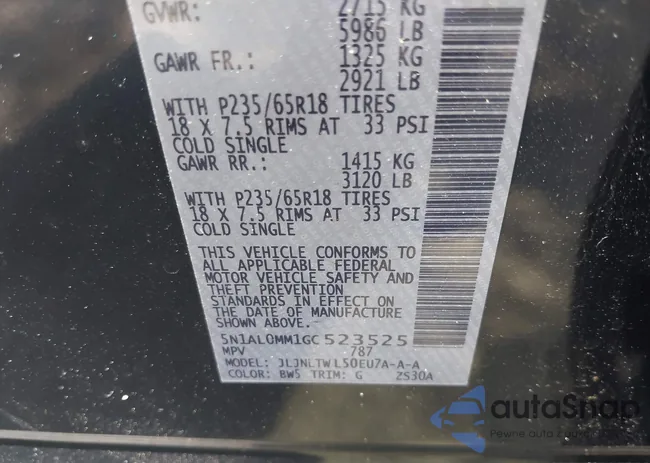 GVWR: 2715 KG
5986 LB
GAWR FR.: 1325 KG
2921 LB
WITH P235/65R18 TIRES
18 X 7.5 RIMS AT 33 PSI
COLD SINGLE
GAWR RR.: 1415 KG
3120 LB
WITH P235/65R18 TIRES
18 X 7.5 RIMS AT 33 PSI
COLD SINGLE
THIS VEHICLE CONFORMS TO
ALL APPLICABLE FEDERAL
MOTOR VEHICLE SAFETY AND
THEFT PREVENTION
STANDARDS IN EFFECT ON
THE DATE OF MANUFACTURE
SHOWN ABOVE.
5N1AL0MM1GC523525
MPV 787
MODEL: JLJNLTWL50EU7A-A-A
COLOR: BW5 TRIM: G ZS30A
autaSnap
Pewne auto z